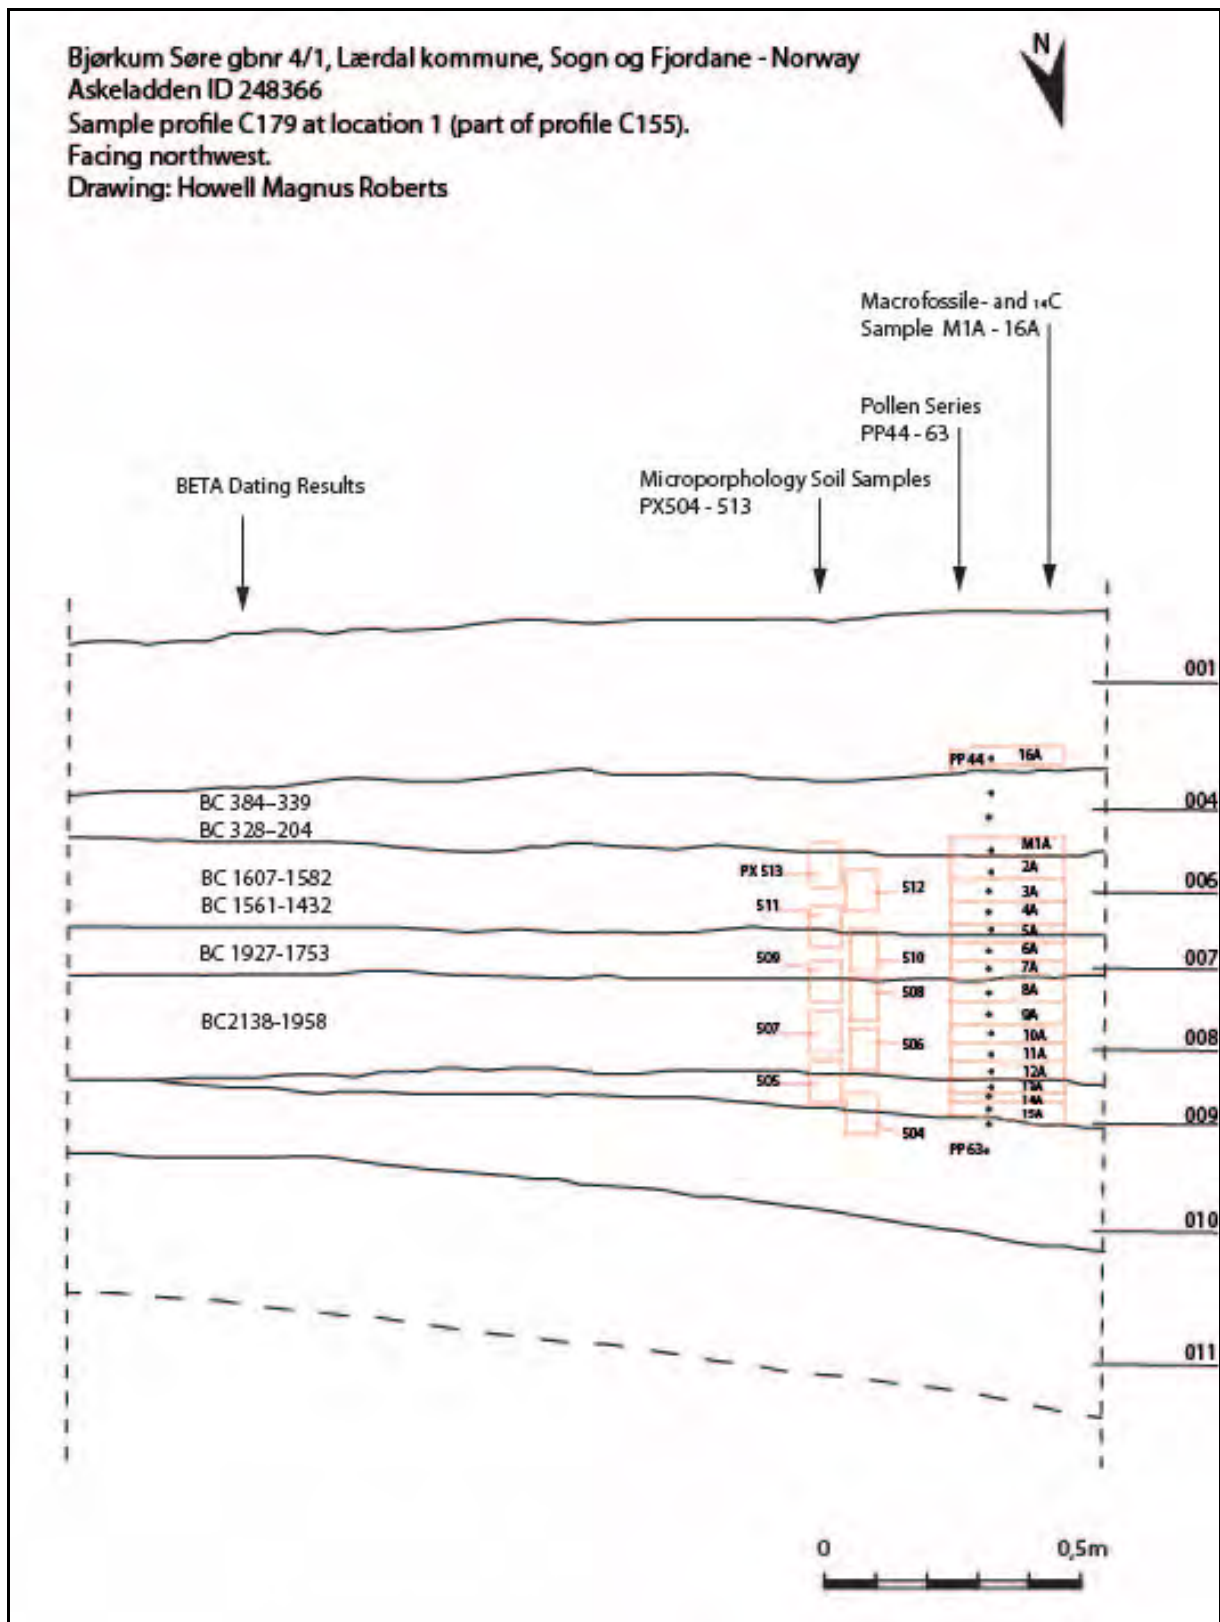 Bjørkum Søre gbnr 4/1, Lærdal kommune, Sogn og Fjordane - Norway
Askeladden ID 248366
Sample profile C179 at location 1 (part of profile C155).
Facing northwest.
Drawing: Howell Magnus Roberts
N
Macrofossile- and 14C
Sample M1A - 16A
Pollen Series
PP44 - 63
Microporphology Soil Samples
PX504 - 513
BETA Dating Results
001
PP 44
16A
BC 384–339
004
BC 328–204
M1A
2A
PX 513
BC 1607-1582
512
3A
006
BC 1561-1432
511
4A
5A
BC 1927-1753
509
510
6A
007
7A
508
8A
BC2138-1958
507
9A
506
10A
008
11A
12A
505
13A
14A
15A
009
504
PP 63
010
011
0
0,5m